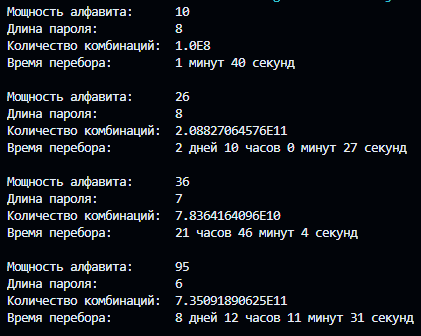 Мощность алфавита: 10
Длина пароля: 8
Количество комбинаций: 1.0E8
Время перебора: 1 минут 40 секунд
Мощность алфавита: 26
Длина пароля: 8
Количество комбинаций: 2.08827064576E11
Время перебора: 2 дней 10 часов 0 минут 27 секунд
Мощность алфавита: 36
Длина пароля: 7
Количество комбинаций: 7.8364164096E10
Время перебора: 21 часов 46 минут 4 секунд
Мощность алфавита: 95
Длина пароля: 6
Количество комбинаций: 7.35091890625E11
Время перебора: 8 дней 12 часов 11 минут 31 секунд